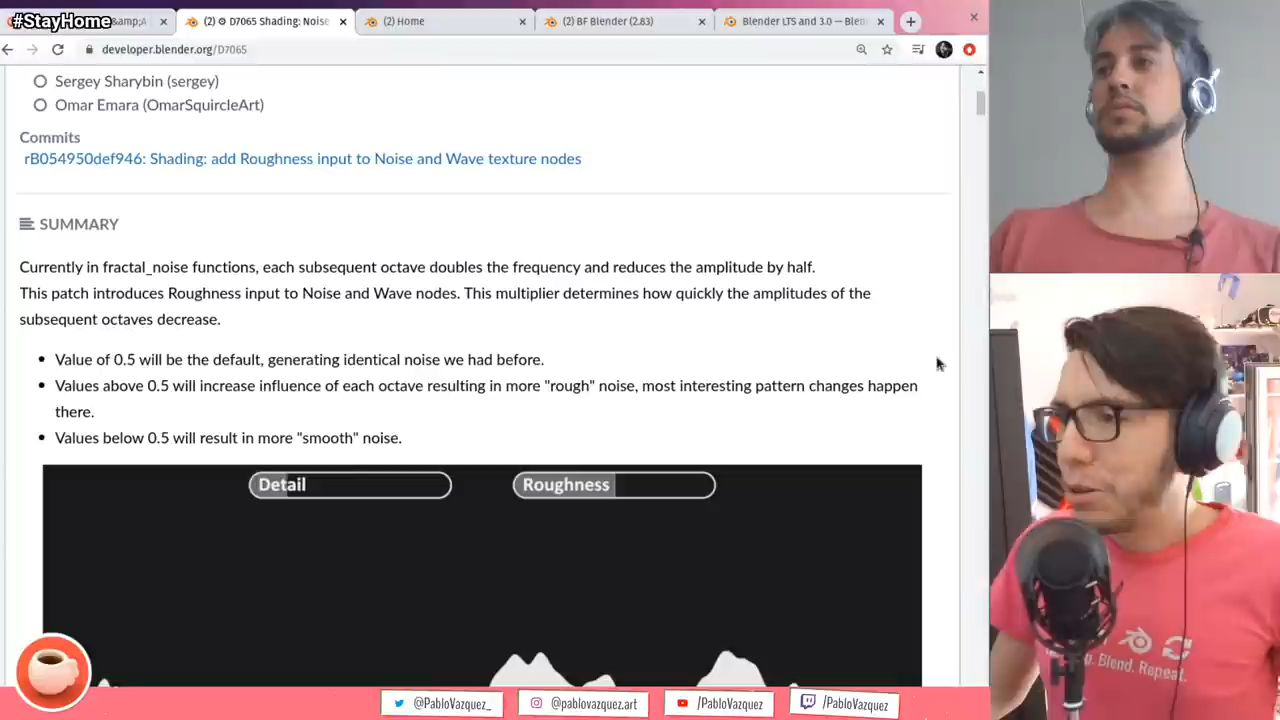 #StayHome
&amp;A
(2) ⚙ D7065 Shading: Noise
(2) Home
(2) BF Blender (2.83)
Blender LTS and 3.0 — Blen
developer.blender.org/D7065
Sergey Sharybin (sergey)
Omar Emara (OmarSquircleArt)
Commits
rB054950def946: Shading: add Roughness input to Noise and Wave texture nodes
SUMMARY
Currently in fractal_noise functions, each subsequent octave doubles the frequency and reduces the amplitude by half.
This patch introduces Roughness input to Noise and Wave nodes. This multiplier determines how quickly the amplitudes of the
subsequent octaves decrease.
Value of 0.5 will be the default, generating identical noise we had before.
Values above 0.5 will increase influence of each octave resulting in more "rough" noise, most interesting pattern changes happen
there.
Values below 0.5 will result in more "smooth" noise.
Detail
Roughness
p. Blend. Repeat.
@PabloVazquez_
@pablovazquez.art
/PabloVazquez
/PabloVazquez